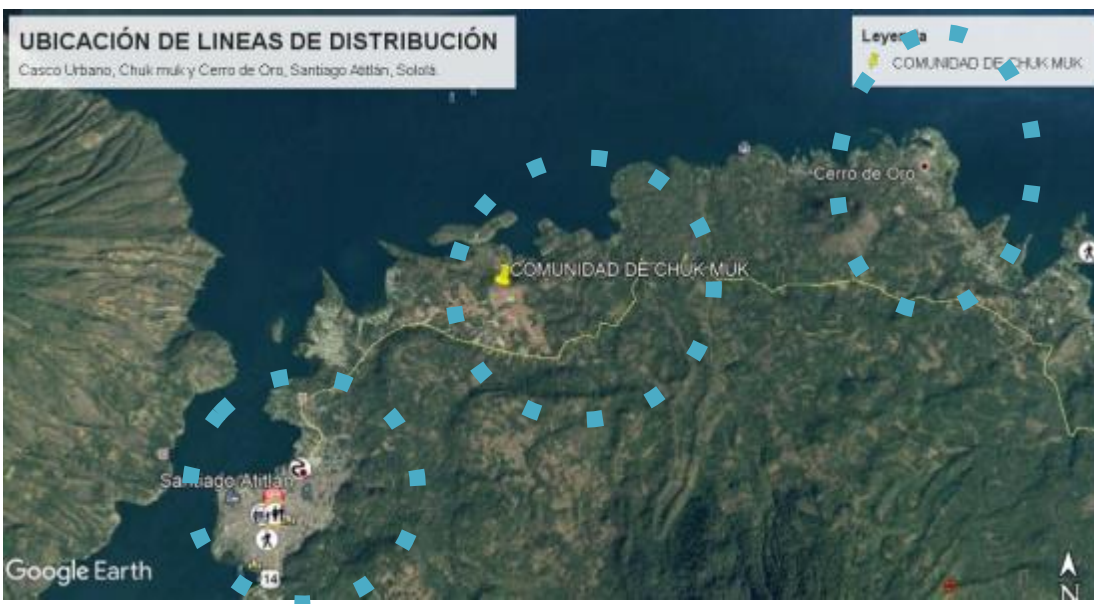 UBICACIÓN DE LINEAS DE DISTRIBUCIÓN
Casco Urbano, Chuk muk y Cerro de Oro, Santiago Atitlán, Sololá.
Leyenda
COMUNIDAD DE CHUK MUK
Cerro de Oro
COMUNIDAD DE CHUK MUK
Santiago Atitlán
14
Google Earth
N